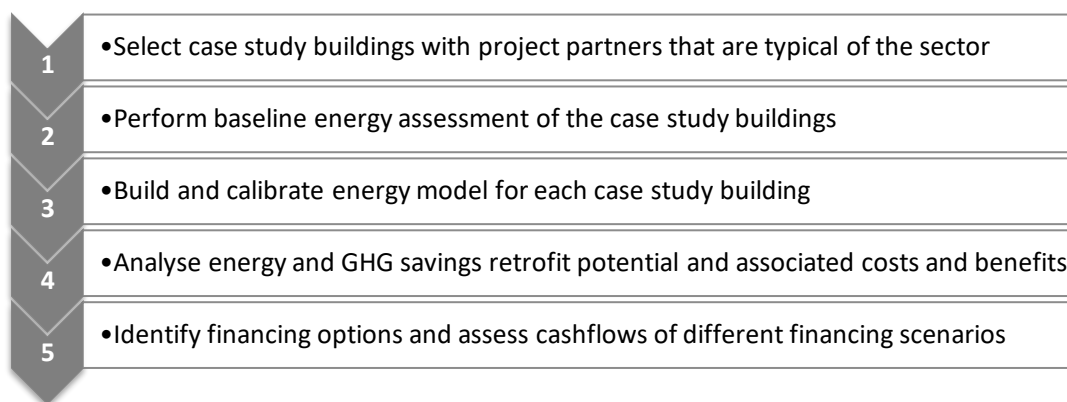 1
•Select case study buildings with project partners that are typical of the sector
2
•Perform baseline energy assessment of the case study buildings
3
•Build and calibrate energy model for each case study building
4
•Analyse energy and GHG savings retrofit potential and associated costs and benefits
5
•Identify financing options and assess cashflows of different financing scenarios